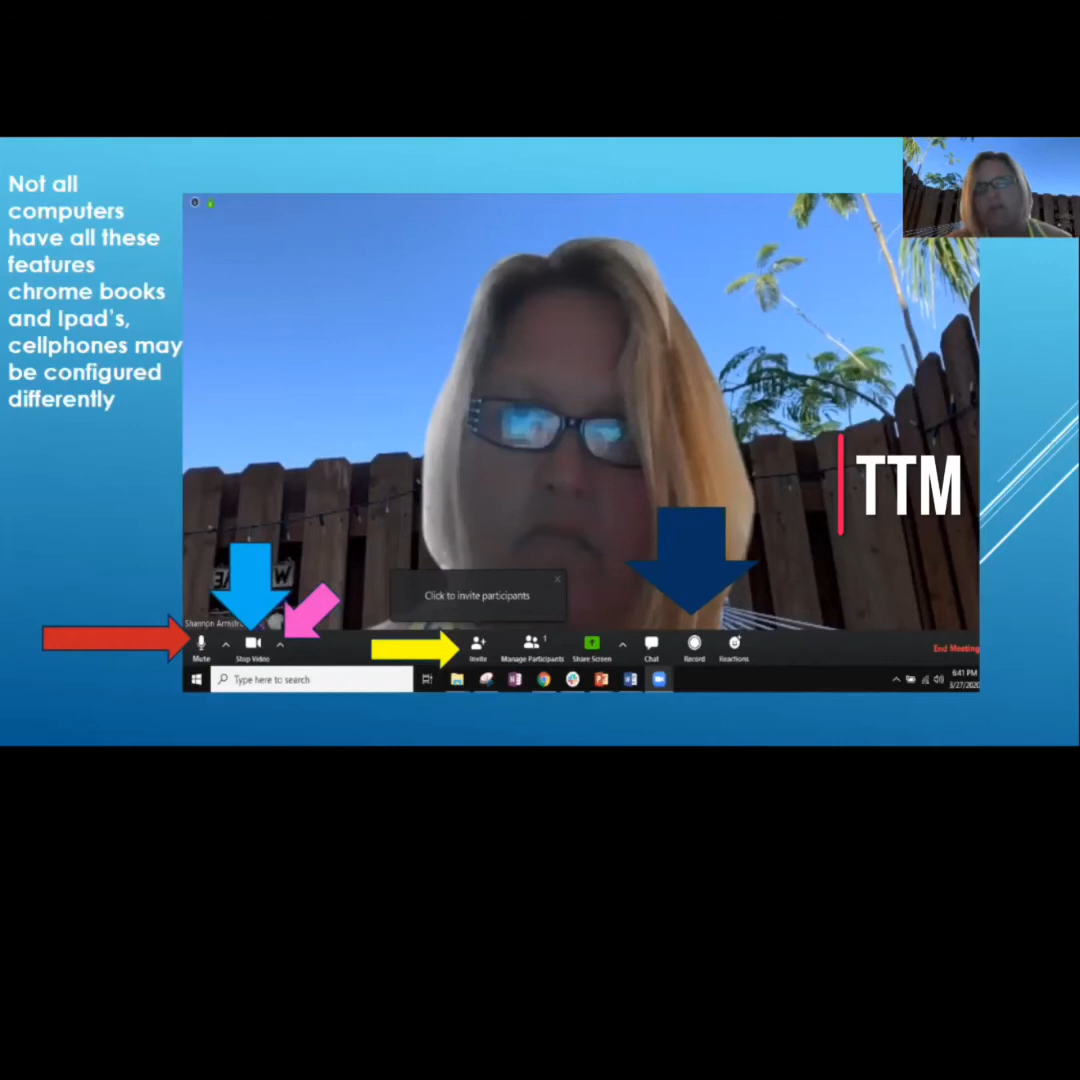 Not all
computers
have all these
features
chrome books
and Ipad's,
cellphones may
be configured
differently
TTM
Click to invite participants
Shannon
Mute
Stop Video
Invite
Manage Participants
1
Share Screen
Chat
Record
Reactions
End Meeting
Type here to search
6:41 PM
3/27/2020